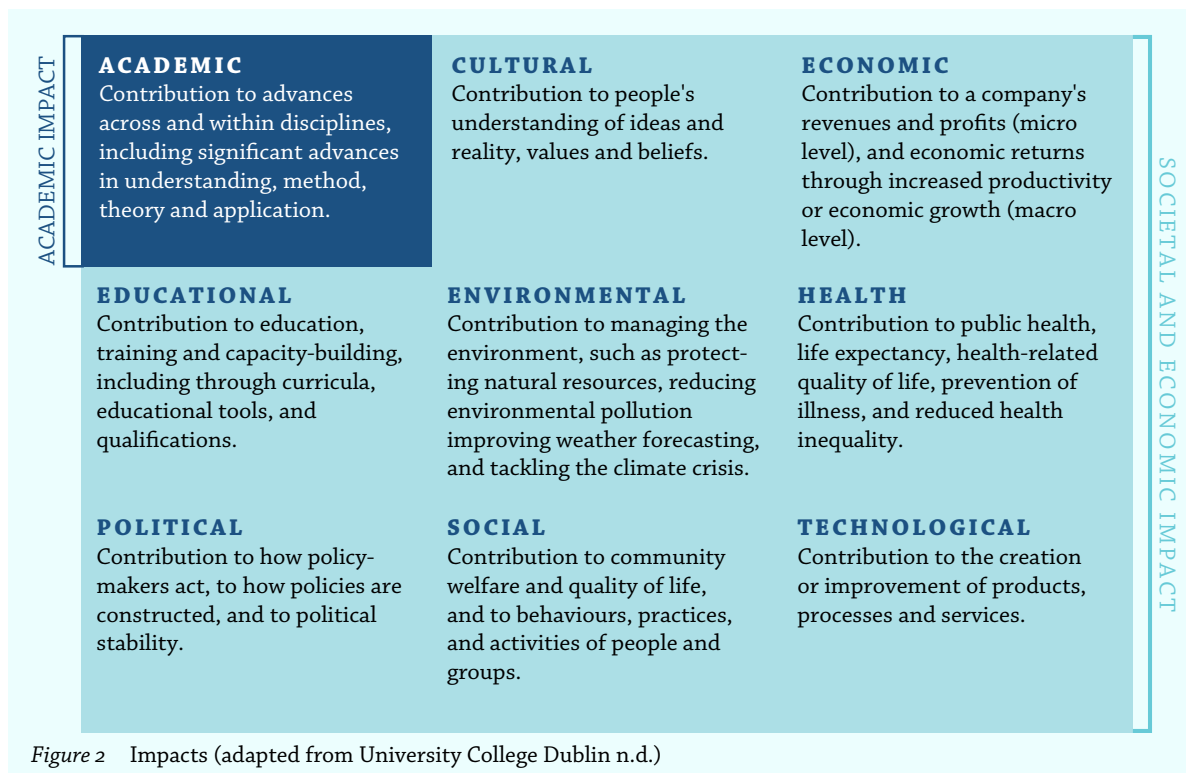 ACADEMIC IMPACT
ACADEMIC
Contribution to advances
across and within disciplines,
including significant advances
in understanding, method,
theory and application.
CULTURAL
Contribution to people's
understanding of ideas and
reality, values and beliefs.
ECONOMIC
Contribution to a company's
revenues and profits (micro
level), and economic returns
through increased productivity
or economic growth (macro
level).
EDUCATIONAL
Contribution to education,
training and capacity-building,
including through curricula,
educational tools, and
qualifications.
ENVIRONMENTAL
Contribution to managing the
environment, such as protect-
ing natural resources, reducing
environmental pollution
improving weather forecasting,
and tackling the climate crisis.
HEALTH
Contribution to public health,
life expectancy, health-related
quality of life, prevention of
illness, and reduced health
inequality.
POLITICAL
Contribution to how policy-
makers act, to how policies are
constructed, and to political
stability.
SOCIAL
Contribution to community
welfare and quality of life,
and to behaviours, practices,
and activities of people and
groups.
TECHNOLOGICAL
Contribution to the creation
or improvement of products,
processes and services.
SOCIETAL AND ECONOMIC IMPACT
Figure 2 Impacts (adapted from University College Dublin n.d.)